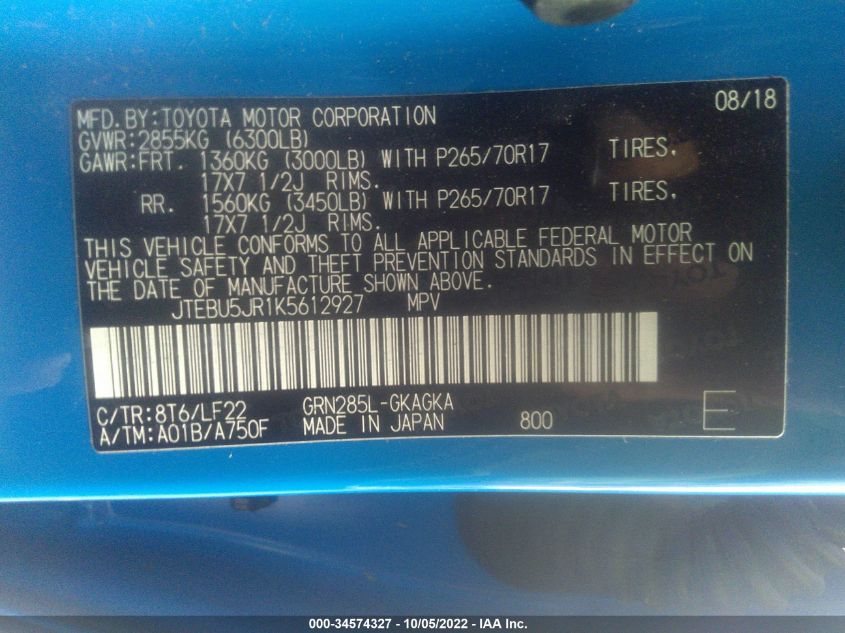 08/18
MFD.BY:TOYOTA MOTOR CORPORATION
GVWR:2855KG (6300LB)
GAWR:FRT. 1360KG (3000LB) WITH P265/70R17 TIRES,
17X7 1/2J RIMS.
RR. 1560KG (3450LB) WITH P265/70R17 TIRES,
17X7 1/2J RIMS.
THIS VEHICLE CONFORMS TO ALL APPLICABLE FEDERAL MOTOR
VEHICLE SAFETY AND THEFT PREVENTION STANDARDS IN EFFECT ON
THE DATE OF MANUFACTURE SHOWN ABOVE.
JTEBU5JR1K5612927 MPV
C/TR:8T6/LF22 GRN285L-GKAGKA
A/TM:A01B/A750F MADE IN JAPAN 800 E
000-34574327 - 10/05/2022 - IAA Inc.